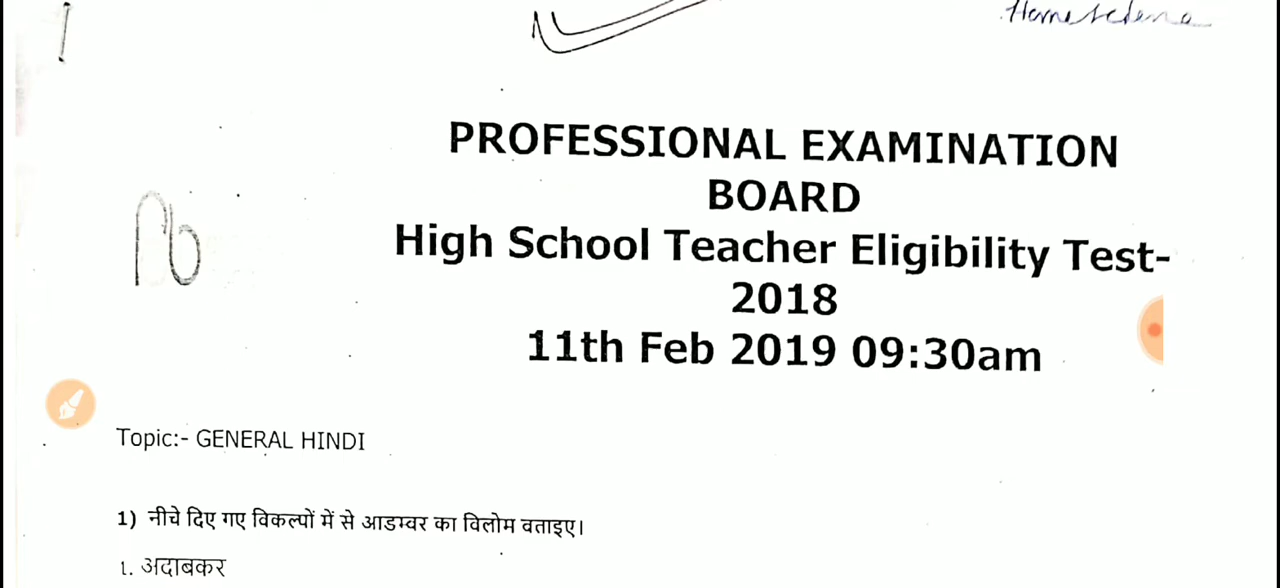 PROFESSIONAL EXAMINATION
BOARD
High School Teacher Eligibility Test-
2018
11th Feb 2019 09:30am
Topic:- GENERAL HINDI
1) नीचे दिए गए विकल्पों में से आडम्वर का विलोम वताइए।
1. अदाबकर